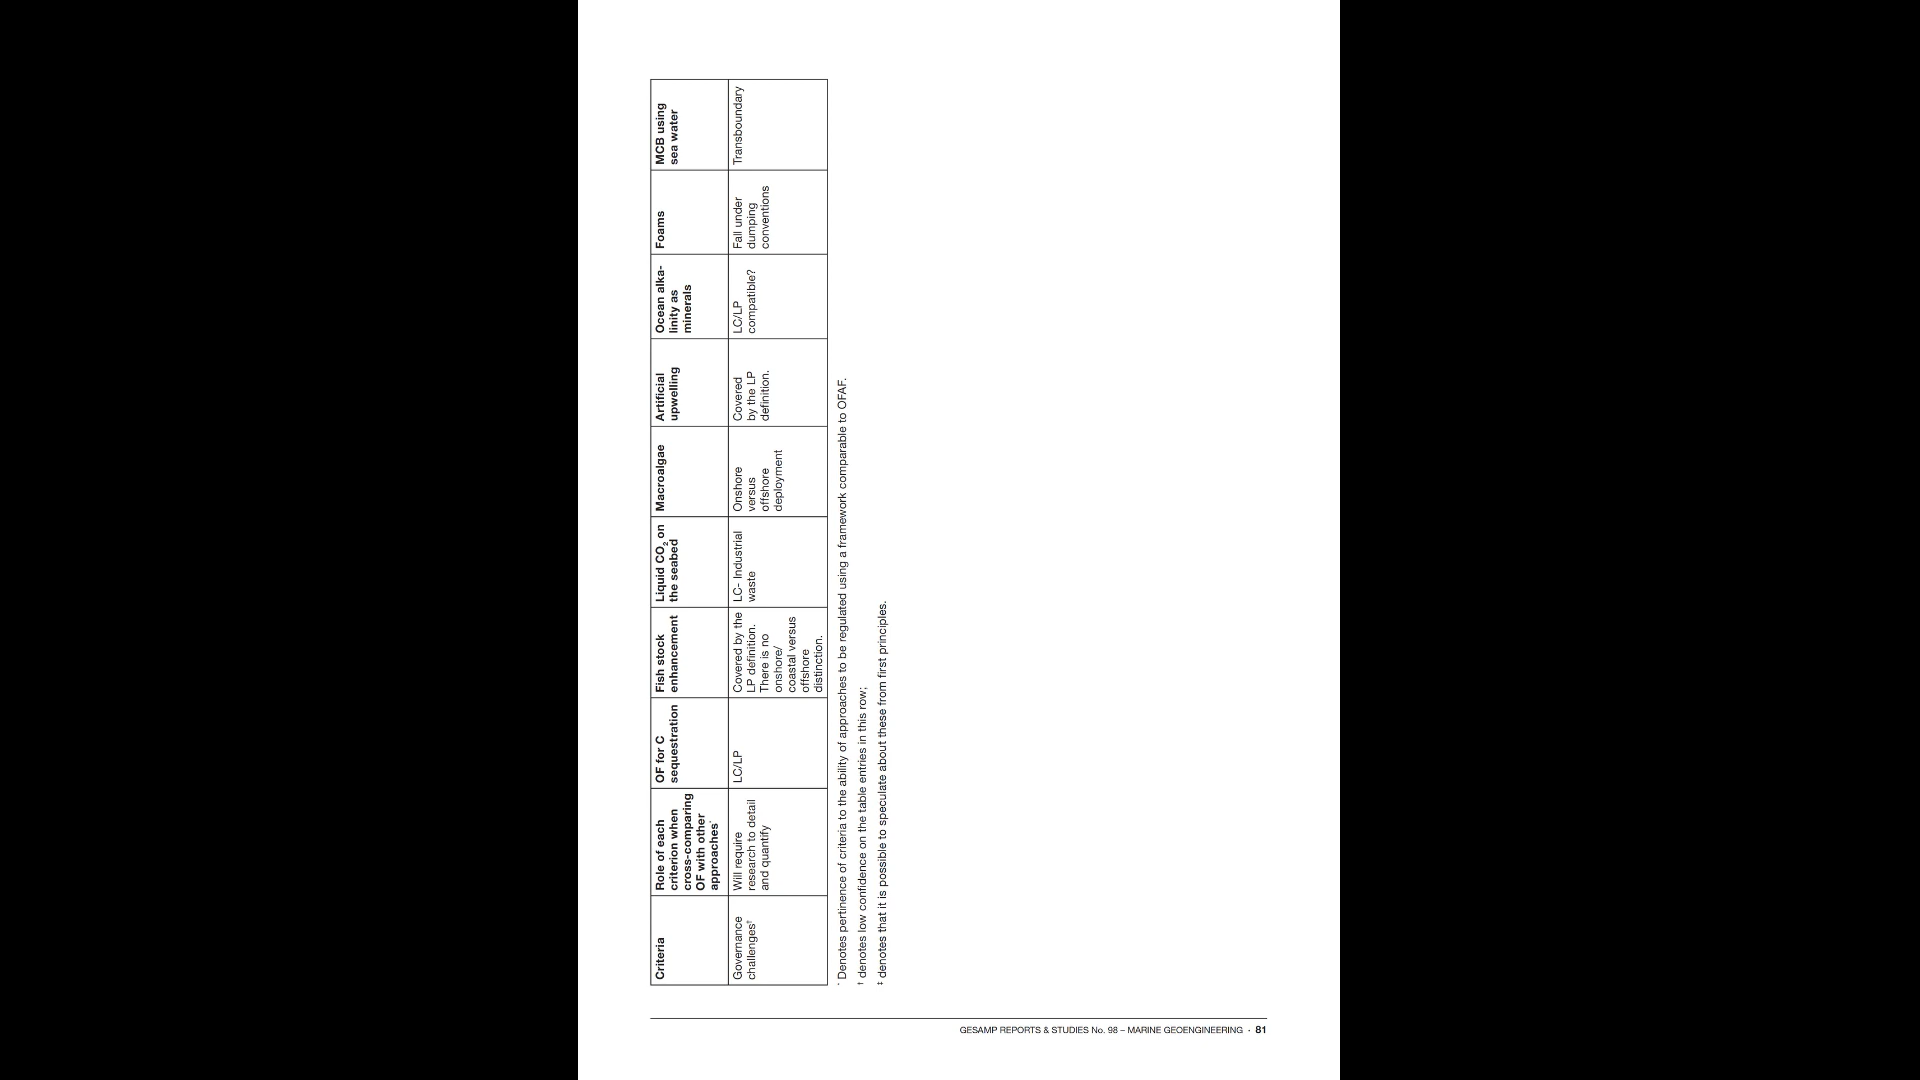 Criteria
Role of each
criterion when
cross-comparing
OF with other
approaches*
OF for C
sequestration
Fish stock
enhancement
Liquid CO₂ on
the seabed
Macroalgae
Artificial
upwelling
Ocean alka-
linity as
minerals
Foams
MCB using
sea water
Governance
challenges†
Will require
research to detail
and quantify
LC/LP
Covered by the
LP definition.
There is no
onshore/
coastal versus
offshore
distinction.
LC- Industrial
waste
Onshore
versus
offshore
deployment
Covered
by the LP
definition.
LC/LP
compatible?
Fall under
dumping
conventions
Transboundary
* Denotes pertinence of criteria to the ability of approaches to be regulated using a framework comparable to OFAF.
† denotes low confidence on the table entries in this row;
‡ denotes that it is possible to speculate about these from first principles.
GESAMP REPORTS & STUDIES No. 98 – MARINE GEOENGINEERING · 81